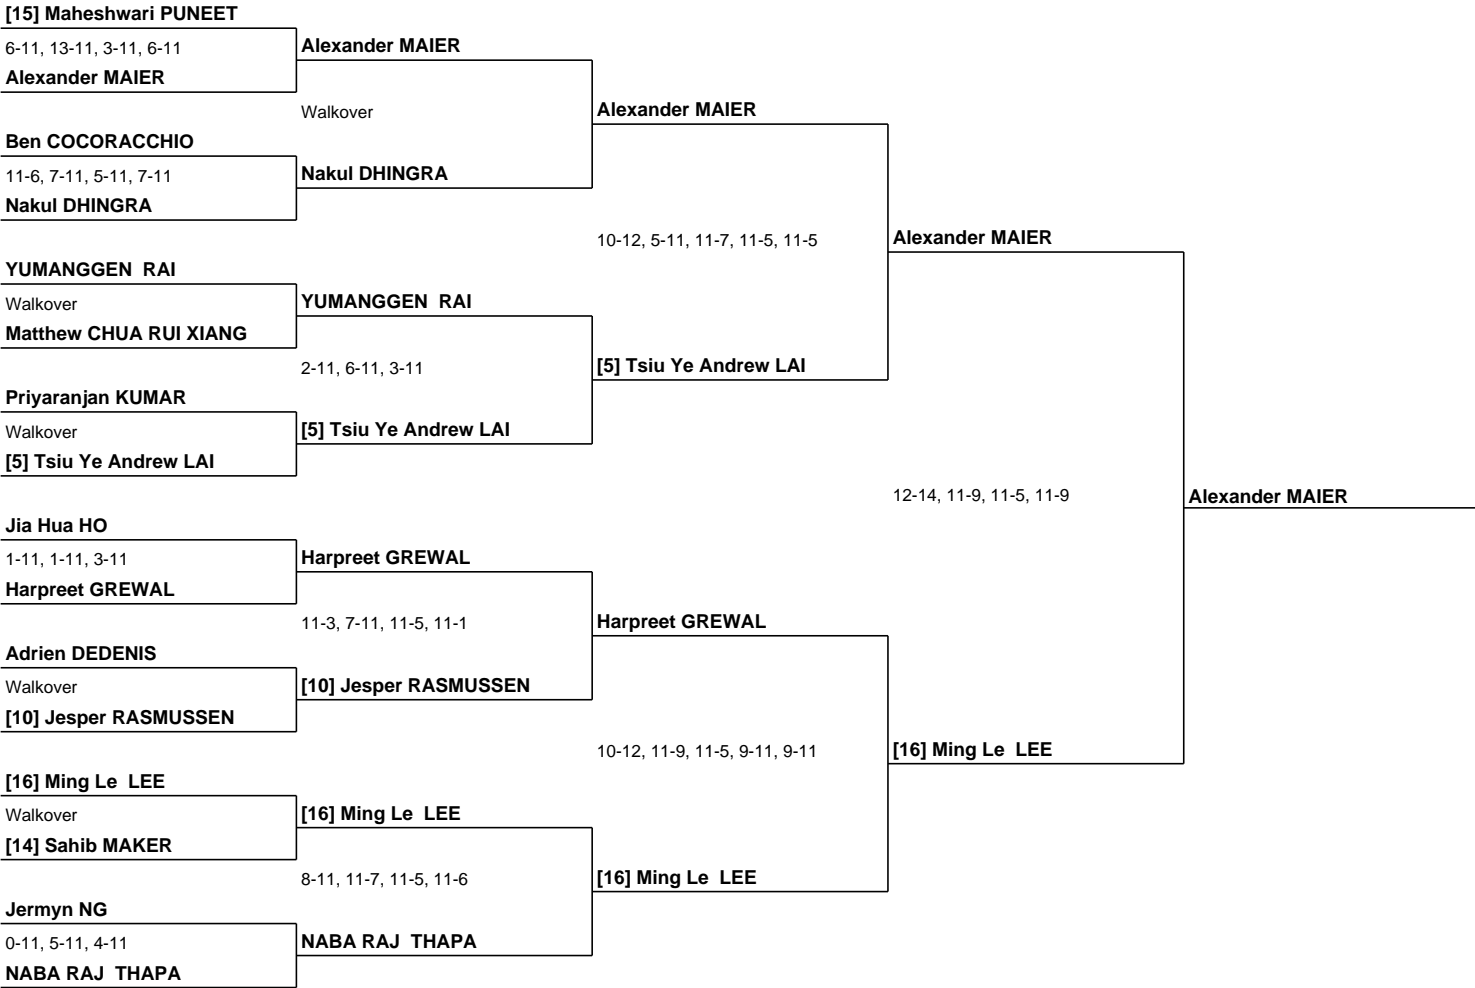 [15] Maheshwari PUNEET
6-11, 13-11, 3-11, 6-11
Alexander MAIER
Alexander MAIER
Walkover
Alexander MAIER
Ben COCORACCHIO
11-6, 7-11, 5-11, 7-11
Nakul DHINGRA
Nakul DHINGRA
10-12, 5-11, 11-7, 11-5, 11-5
Alexander MAIER
YUMANGGEN RAI
Walkover
YUMANGGEN RAI
Matthew CHUA RUI XIANG
2-11, 6-11, 3-11
[5] Tsiu Ye Andrew LAI
Priyaranjan KUMAR
Walkover
[5] Tsiu Ye Andrew LAI
[5] Tsiu Ye Andrew LAI
12-14, 11-9, 11-5, 11-9
Alexander MAIER
Jia Hua HO
1-11, 1-11, 3-11
Harpreet GREWAL
Harpreet GREWAL
11-3, 7-11, 11-5, 11-1
Harpreet GREWAL
Adrien DEDENIS
Walkover
[10] Jesper RASMUSSEN
[10] Jesper RASMUSSEN
10-12, 11-9, 11-5, 9-11, 9-11
[16] Ming Le LEE
[16] Ming Le LEE
Walkover
[16] Ming Le LEE
[14] Sahib MAKER
8-11, 11-7, 11-5, 11-6
[16] Ming Le LEE
Jermyn NG
0-11, 5-11, 4-11
NABA RAJ THAPA
NABA RAJ THAPA